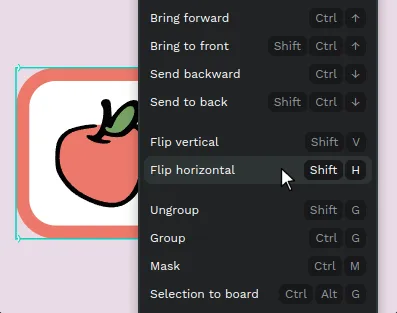 Bring forward Ctrl ↑
Bring to front Shift Ctrl ↑
Send backward Ctrl ↓
Send to back Shift Ctrl ↓
Flip vertical Shift V
Flip horizontal Shift H
Ungroup Shift G
Group Ctrl G
Mask Ctrl M
Selection to board Ctrl Alt G